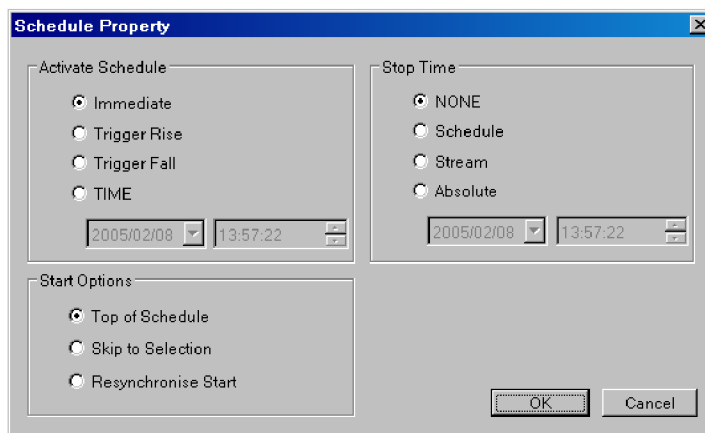 Schedule Property
Activate Schedule
Immediate
Trigger Rise
Trigger Fall
TIME
2005/02/08 13:57:22
Stop Time
NONE
Schedule
Stream
Absolute
2005/02/08 13:57:22
Start Options
Top of Schedule
Skip to Selection
Resynchronise Start
OK Cancel